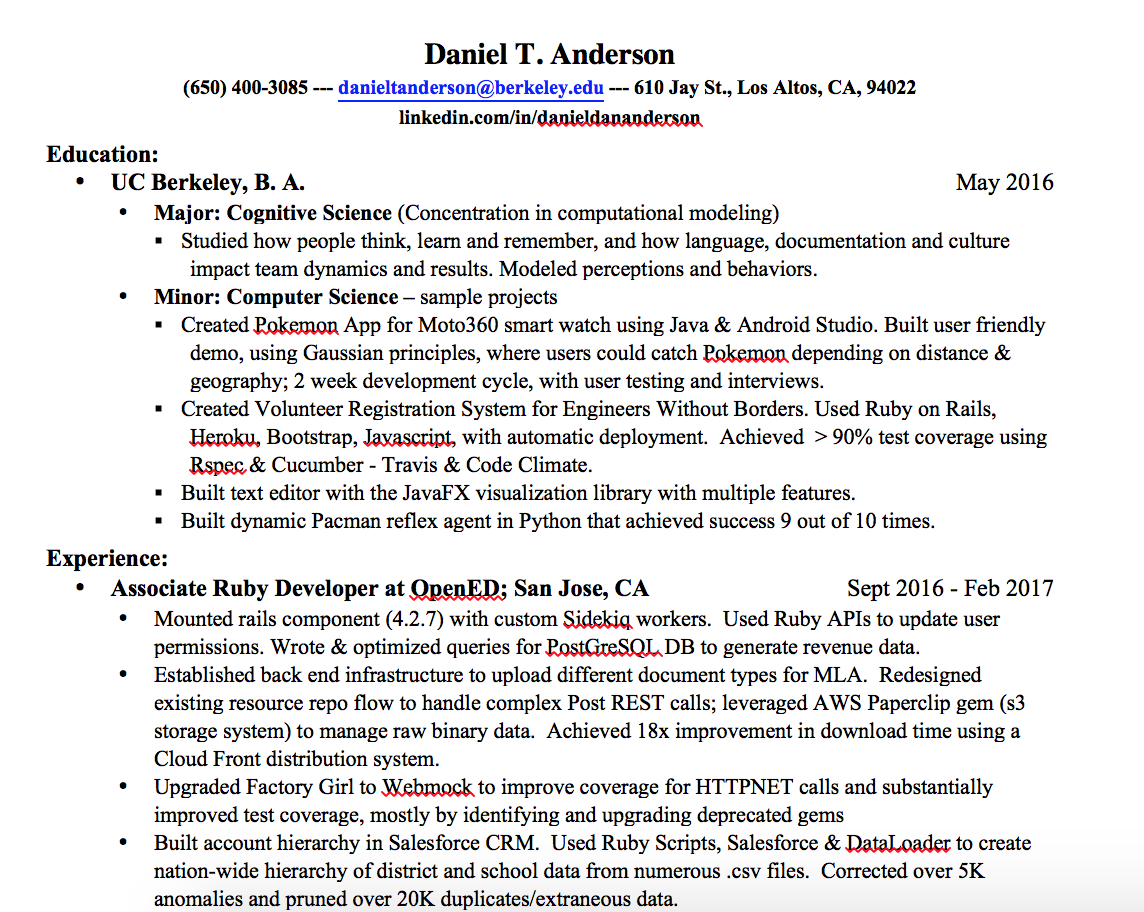 Daniel T. Anderson
(650) 400-3085 --- danieltanderson@berkeley.edu --- 610 Jay St., Los Altos, CA, 94022
linkedin.com/in/danieldananderson
Education:
• UC Berkeley, B. A. May 2016
• Major: Cognitive Science (Concentration in computational modeling)
▪ Studied how people think, learn and remember, and how language, documentation and culture
impact team dynamics and results. Modeled perceptions and behaviors.
• Minor: Computer Science – sample projects
▪ Created Pokemon App for Moto360 smart watch using Java & Android Studio. Built user friendly
demo, using Gaussian principles, where users could catch Pokemon depending on distance &
geography; 2 week development cycle, with user testing and interviews.
▪ Created Volunteer Registration System for Engineers Without Borders. Used Ruby on Rails,
Heroku, Bootstrap, Javascript, with automatic deployment.  Achieved  > 90% test coverage using
Rspec & Cucumber - Travis & Code Climate.
▪ Built text editor with the JavaFX visualization library with multiple features.
▪ Built dynamic Pacman reflex agent in Python that achieved success 9 out of 10 times.
Experience:
• Associate Ruby Developer at OpenED; San Jose, CA Sept 2016 - Feb 2017
• Mounted rails component (4.2.7) with custom Sidekiq workers.  Used Ruby APIs to update user
permissions. Wrote & optimized queries for PostGreSQL DB to generate revenue data.
• Established back end infrastructure to upload different document types for MLA.  Redesigned
existing resource repo flow to handle complex Post REST calls; leveraged AWS Paperclip gem (s3
storage system) to manage raw binary data.  Achieved 18x improvement in download time using a
Cloud Front distribution system.
• Upgraded Factory Girl to Webmock to improve coverage for HTTPNET calls and substantially
improved test coverage, mostly by identifying and upgrading deprecated gems
• Built account hierarchy in Salesforce CRM.  Used Ruby Scripts, Salesforce & DataLoader to create
nation-wide hierarchy of district and school data from numerous .csv files.  Corrected over 5K
anomalies and pruned over 20K duplicates/extraneous data.